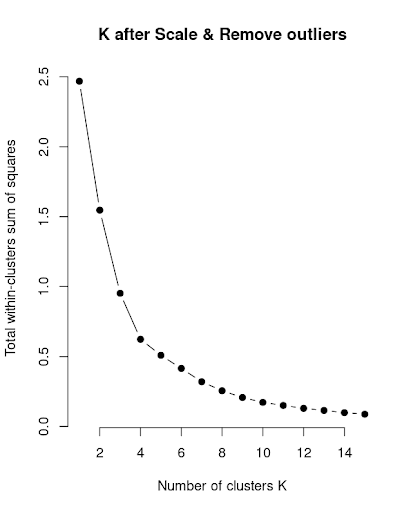 K after Scale & Remove outliers
Total within-clusters sum of squares
2.5
2.0
1.5
1.0
0.5
0.0
2 4 6 8 10 12 14
Number of clusters K